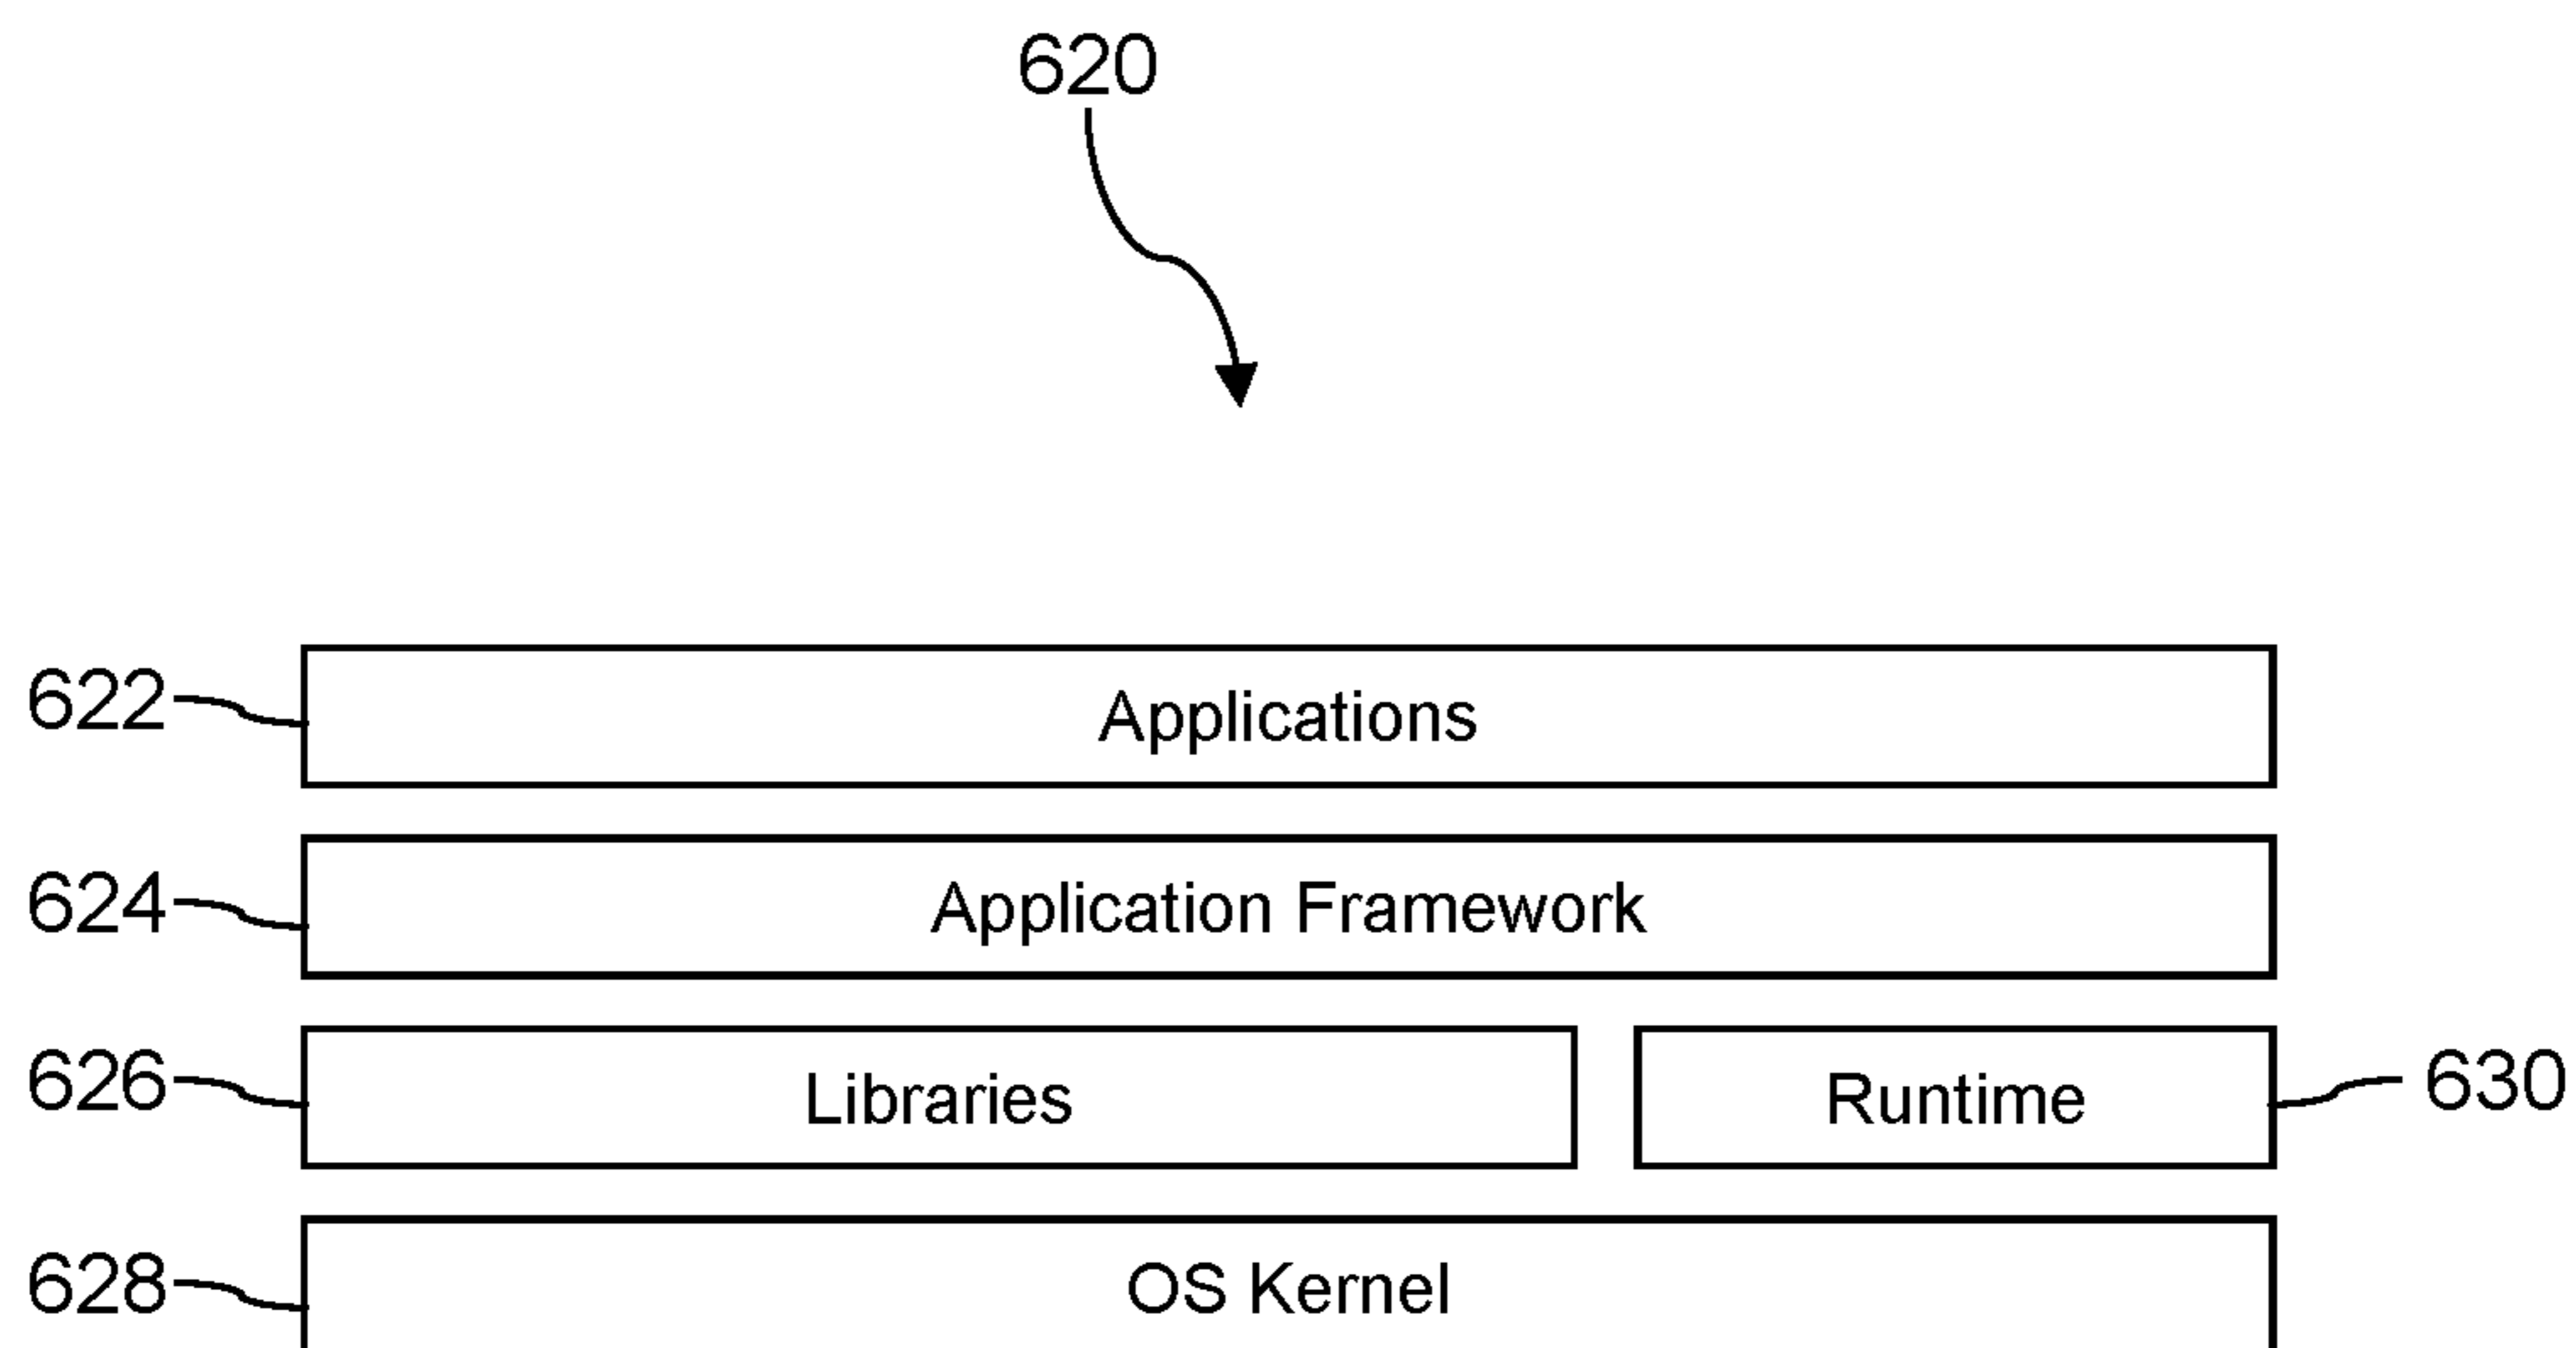 620
622 Applications
624 Application Framework
626 Libraries Runtime 630
628 OS Kernel